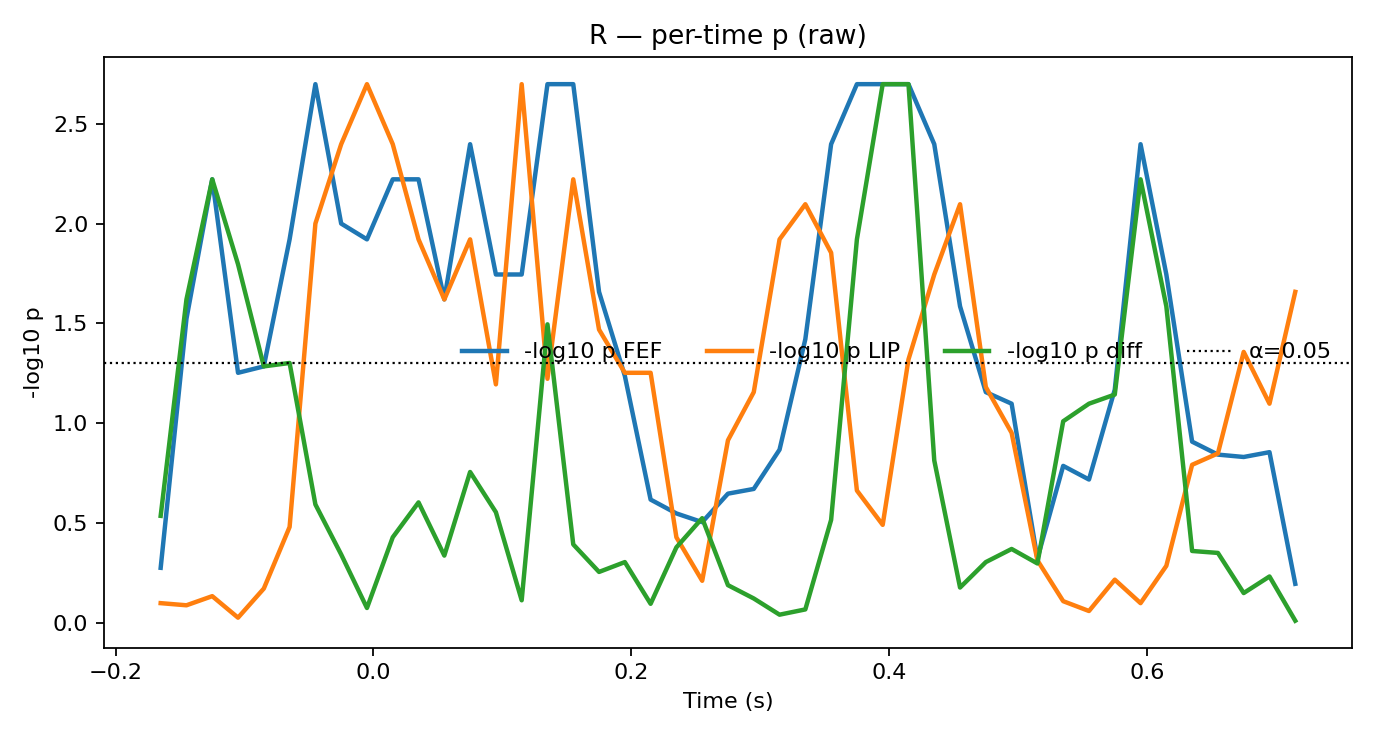 R — per-time p (raw)
-log10 p
2.5
2.0
1.5
1.0
0.5
0.0
-log10 p FEF -log10 p LIP -log10 p diff α=0.05
−0.2 0.0 0.2 0.4 0.6
Time (s)